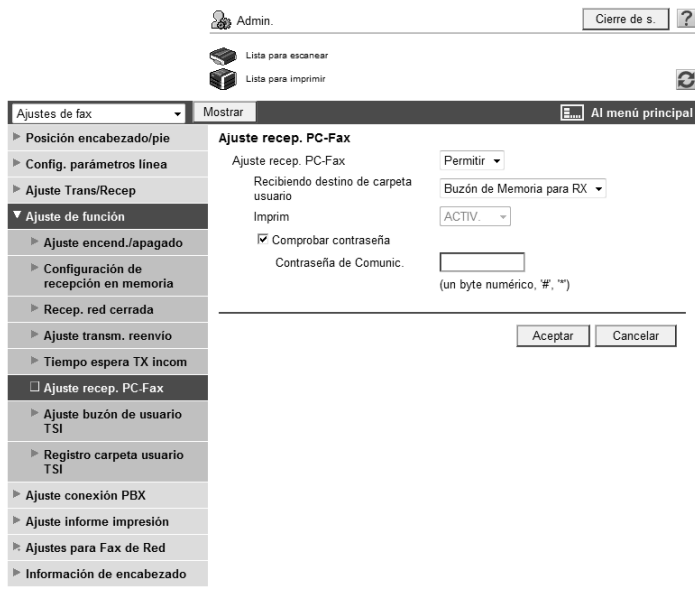 Admin.
Cierre de s.
?
Lista para escanear
Lista para imprimir
Ajustes de fax
Mostrar
Al menú principal
Posición encabezado/pie
Config. parámetros línea
Ajuste Trans/Recep
Ajuste de función
Ajuste encend./apagado
Configuración de
recepción en memoria
Recep. red cerrada
Ajuste transm. reenvío
Tiempo espera TX incom
Ajuste recep. PC-Fax
Ajuste buzón de usuario
TSI
Registro carpeta usuario
TSI
Ajuste conexión PBX
Ajuste informe impresión
Ajustes para Fax de Red
Información de encabezado
Ajuste recep. PC-Fax
Ajuste recep. PC-Fax
Permitir
Recibiendo destino de carpeta
usuario
Buzón de Memoria para RX
Imprim
ACTIV.
Comprobar contraseña
Contraseña de Comunic.
(un byte numérico, '#', '*')
Aceptar
Cancelar